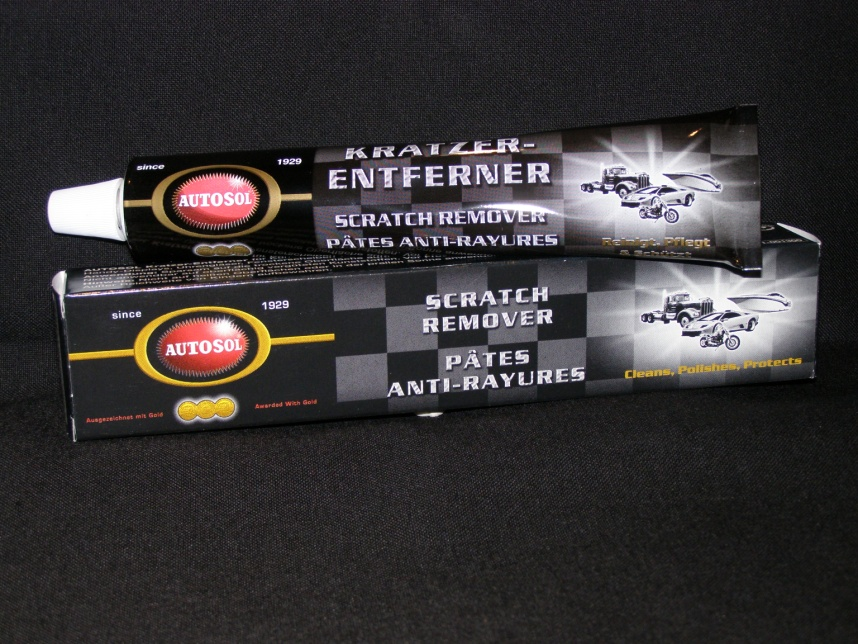 since
1929
AUTOSOL
KRATZER-
ENTFERNER
SCRATCH REMOVER
PÂTES ANTI-RAYURES
Reinigt, Pflegt
& Schützt
since
1929
AUTOSOL
SCRATCH
REMOVER
PÂTES
ANTI-RAYURES
Cleans, Polishes, Protects
Ausgezeichnet mit Gold
Awarded With Gold